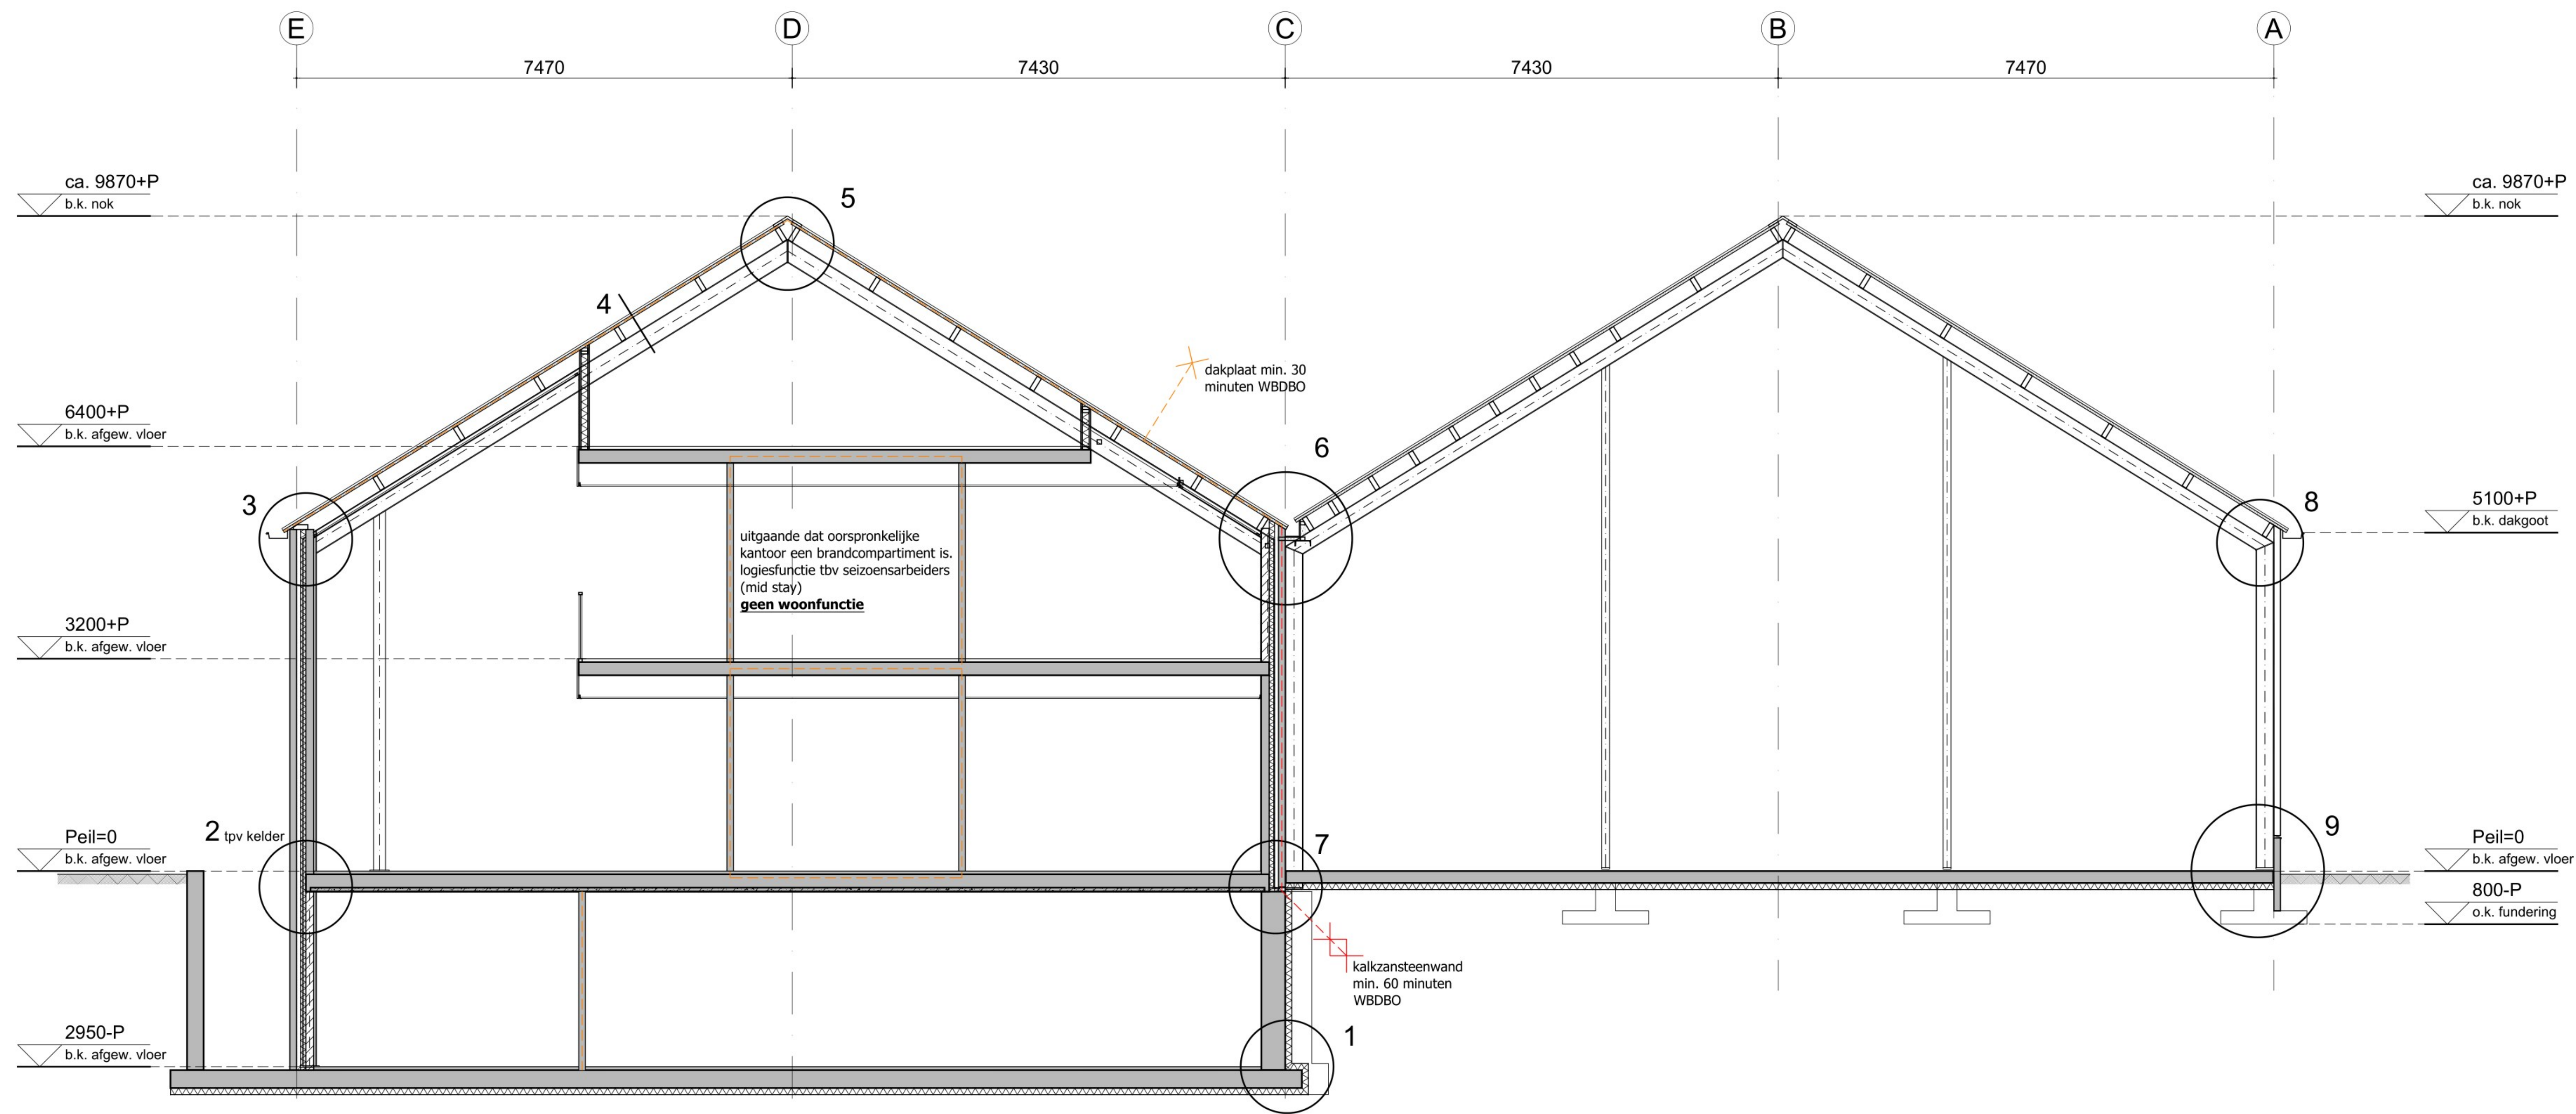 E
D
C
B
A
7470
7430
7430
7470
ca. 9870+P
b.k. nok
ca. 9870+P
b.k. nok
5
4
dakplaat min. 30
minuten WBDBO
6400+P
b.k. afgew. vloer
6
3
8
5100+P
b.k. dakgoot
uitgaande dat oorspronkelijke
kantoor een brandcompartiment is.
logiesfunctie tbv seizoensarbeiders
(mid stay)
geen woonfunctie
3200+P
b.k. afgew. vloer
Peil=0
b.k. afgew. vloer
2 tpv kelder
7
9
Peil=0
b.k. afgew. vloer
800-P
o.k. fundering
kalkzansteenwand
min. 60 minuten
WBDBO
2950-P
b.k. afgew. vloer
1